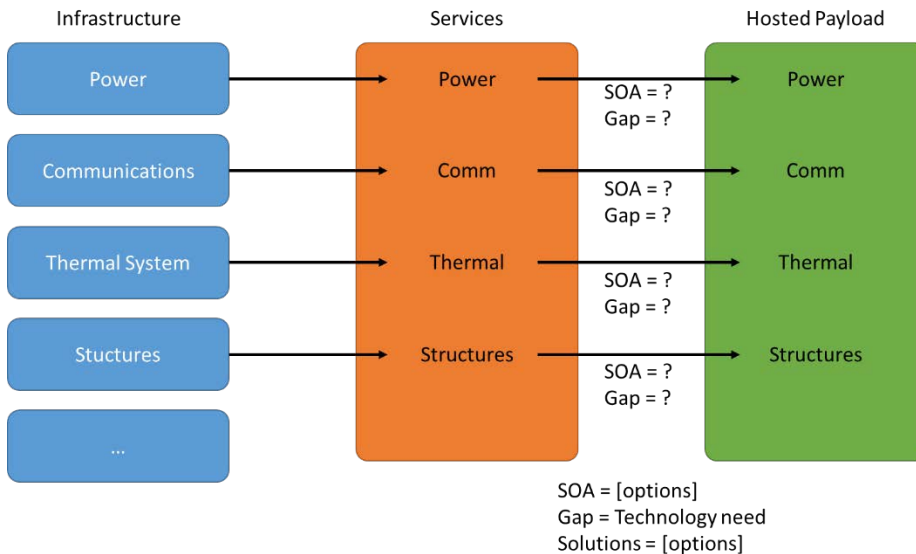 Infrastructure
Services
Hosted Payload
Power
Power
SOA = ?
Gap = ?
Power
Communications
Comm
SOA = ?
Gap = ?
Comm
Thermal System
Thermal
SOA = ?
Gap = ?
Thermal
Stuctures
Structures
SOA = ?
Gap = ?
Structures
...
SOA = [options]
Gap = Technology need
Solutions = [options]